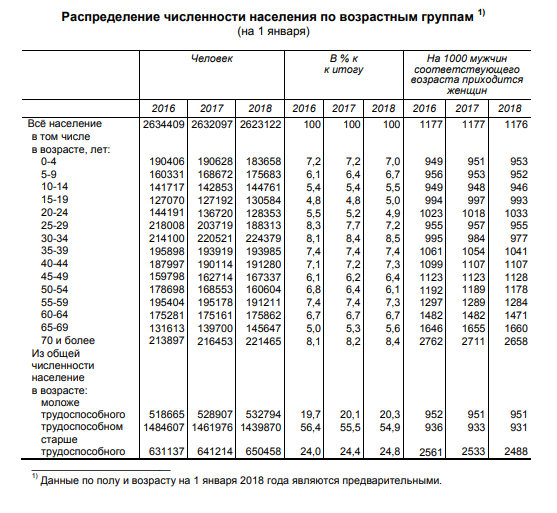 Распределение численности населения по возрастным группам 1)
(на 1 января)
Человек В % к к итогу На 1000 мужчин соответствующего возраста приходится женщин
2016 2017 2018 2016 2017 2018 2016 2017 2018
Всё население 2634409 2632097 2623122 100 100 100 1177 1177 1176
в том числе
в возрасте, лет:
0-4 190406 190628 183658 7,2 7,2 7,0 949 951 953
5-9 160331 168672 175683 6,1 6,4 6,7 956 953 952
10-14 141717 142853 144761 5,4 5,4 5,5 949 948 946
15-19 127070 127192 130584 4,8 4,8 5,0 994 997 993
20-24 144191 136720 128353 5,5 5,2 4,9 1023 1018 1033
25-29 218008 203719 188313 8,3 7,7 7,2 955 957 955
30-34 214100 220521 224379 8,1 8,4 8,5 995 984 977
35-39 195898 193919 193985 7,4 7,4 7,4 1061 1054 1041
40-44 187997 190114 191280 7,1 7,2 7,3 1099 1107 1107
45-49 159798 162714 167337 6,1 6,2 6,4 1123 1123 1128
50-54 178698 168553 160604 6,8 6,4 6,1 1192 1189 1178
55-59 195404 195178 191211 7,4 7,4 7,3 1297 1289 1284
60-64 175281 175161 175862 6,7 6,7 6,7 1482 1482 1471
65-69 131613 139700 145647 5,0 5,3 5,6 1646 1655 1660
70 и более 213897 216453 221465 8,1 8,2 8,4 2762 2711 2658
Из общей
численности
население
в возрасте:
моложе
трудоспособного 518665 528907 532794 19,7 20,1 20,3 952 951 951
трудоспособном 1484607 1461976 1439870 56,4 55,5 54,9 936 933 931
старше
трудоспособного 631137 641214 650458 24,0 24,4 24,8 2561 2533 2488
1) Данные по полу и возрасту на 1 января 2018 года являются предварительными.